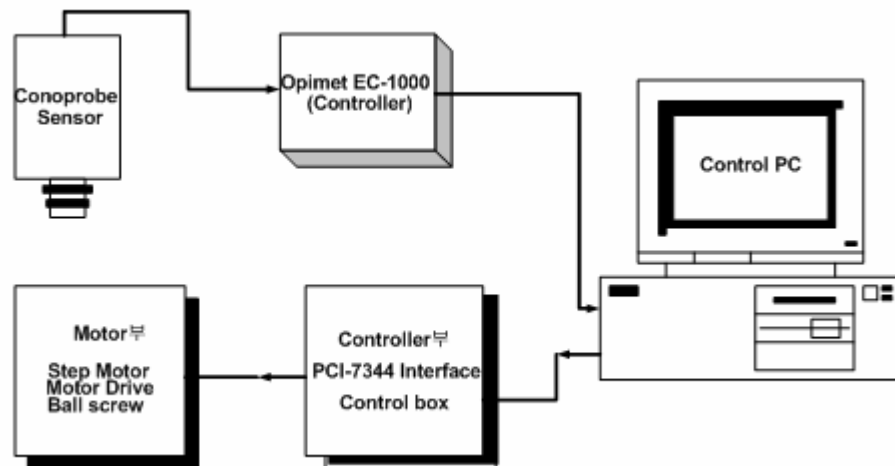 Conoprobe
Sensor
Opimet EC-1000
(Controller)
Control PC
Motor부
Step Motor
Motor Drive
Ball screw
Controller부
PCI-7344 Interface
Control box